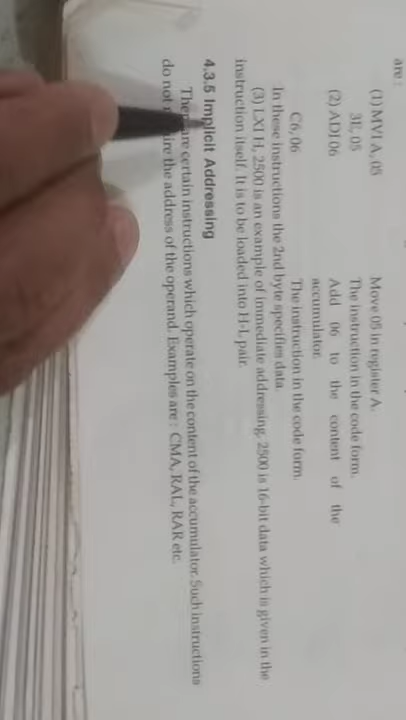 are :
(1) MVI A, 05 Move 05 in register A.
3E, 05 The instruction in the code form.
(2) ADI 06 Add 06 to the content of the
accumulator.
C6, 06 The instruction in the code form.
In these instructions the 2nd byte specifies data.
(3) LXI H, 2500 is an example of immediate addressing. 2500 is 16-bit data which is given in the
instruction itself. It is to be loaded into H-L pair.
4.3.5 Implicit Addressing
are certain instructions which operate on the content of the accumulator. Such instructions
do not the address of the operand. Examples are : CMA, RAL, RAR etc.